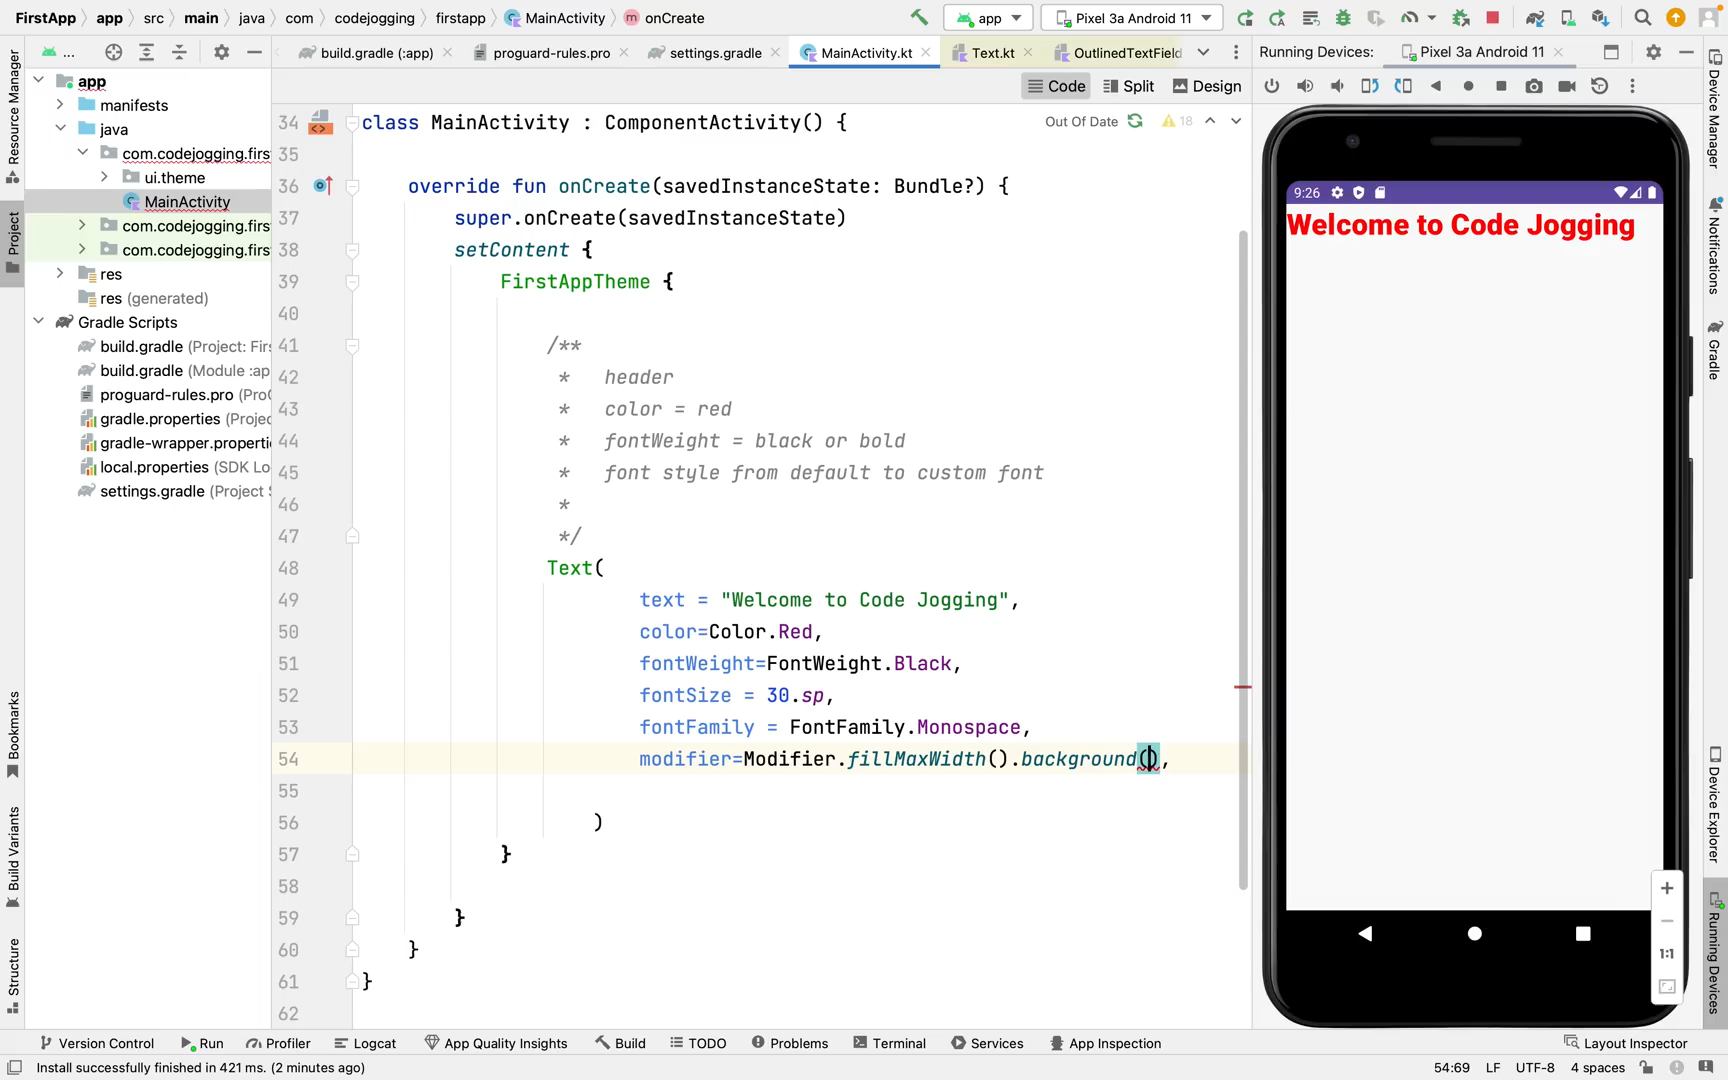 FirstApp app src main java com codejogging firstapp MainActivity onCreate app Pixel 3a Android 11
... build.gradle (:app) proguard-rules.pro settings.gradle MainActivity.kt Text.kt OutlinedTextField Running Devices: Pixel 3a Android 11
Code Split Design
Out Of Date 18
Resource Manager
Project
Bookmarks
Build Variants
Structure
app
manifests
java
com.codejogging.firs
ui.theme
MainActivity
com.codejogging.firs
com.codejogging.firs
res
res (generated)
Gradle Scripts
build.gradle (Project: Firs
build.gradle (Module :ap
proguard-rules.pro (ProG
gradle.properties (Projec
gradle-wrapper.properti
local.properties (SDK Lo
settings.gradle (Project S
34 class MainActivity : ComponentActivity() {
35
36 override fun onCreate(savedInstanceState: Bundle?) {
37 super.onCreate(savedInstanceState)
38 setContent {
39 FirstAppTheme {
40
41 /**
42 * header
43 * color = red
44 * fontWeight = black or bold
45 * font style from default to custom font
46 *
47 */
48 Text(
49 text = "Welcome to Code Jogging",
50 color=Color.Red,
51 fontWeight=FontWeight.Black,
52 fontSize = 30.sp,
53 fontFamily = FontFamily.Monospace,
54 modifier=Modifier.fillMaxWidth().background(),
55
56 )
57 }
58
59 }
60 }
61 }
62
9:26
Welcome to Code Jogging
1:1
Device Manager
Notifications
Gradle
Device Explorer
Running Devices
Version Control Run Profiler Logcat App Quality Insights Build TODO Problems Terminal Services App Inspection Layout Inspector
Install successfully finished in 421 ms. (2 minutes ago) 54:69 LF UTF-8 4 spaces